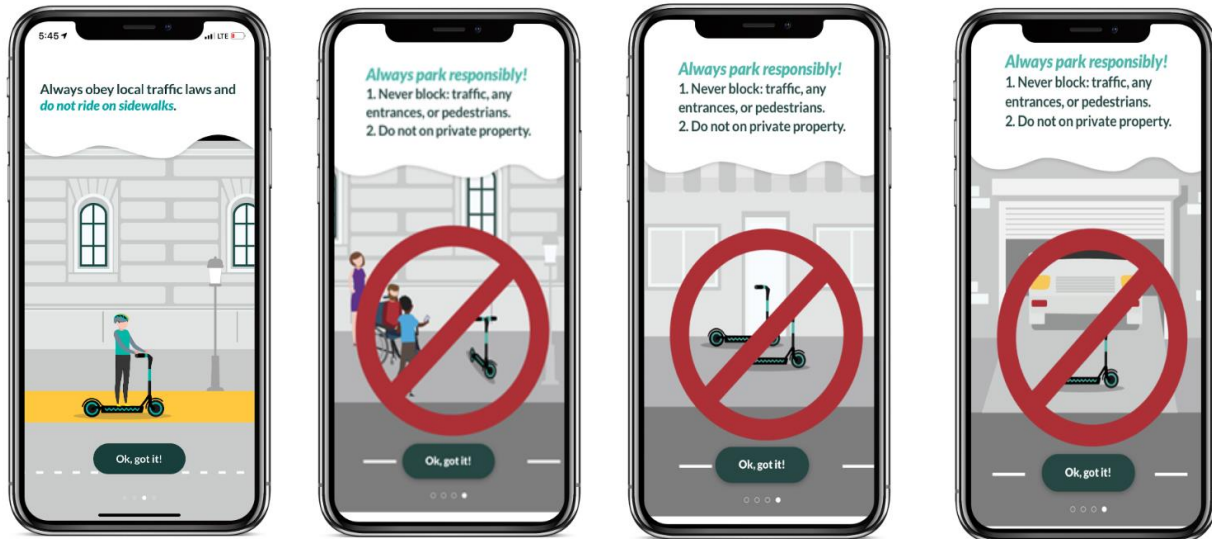 5:45
LTE
Always obey local traffic laws and
do not ride on sidewalks.
Ok, got it!
Always park responsibly!
1. Never block: traffic, any
entrances, or pedestrians.
2. Do not on private property.
Ok, got it!
Always park responsibly!
1. Never block: traffic, any
entrances, or pedestrians.
2. Do not on private property.
Ok, got it!
Always park responsibly!
1. Never block: traffic, any
entrances, or pedestrians.
2. Do not on private property.
Ok, got it!